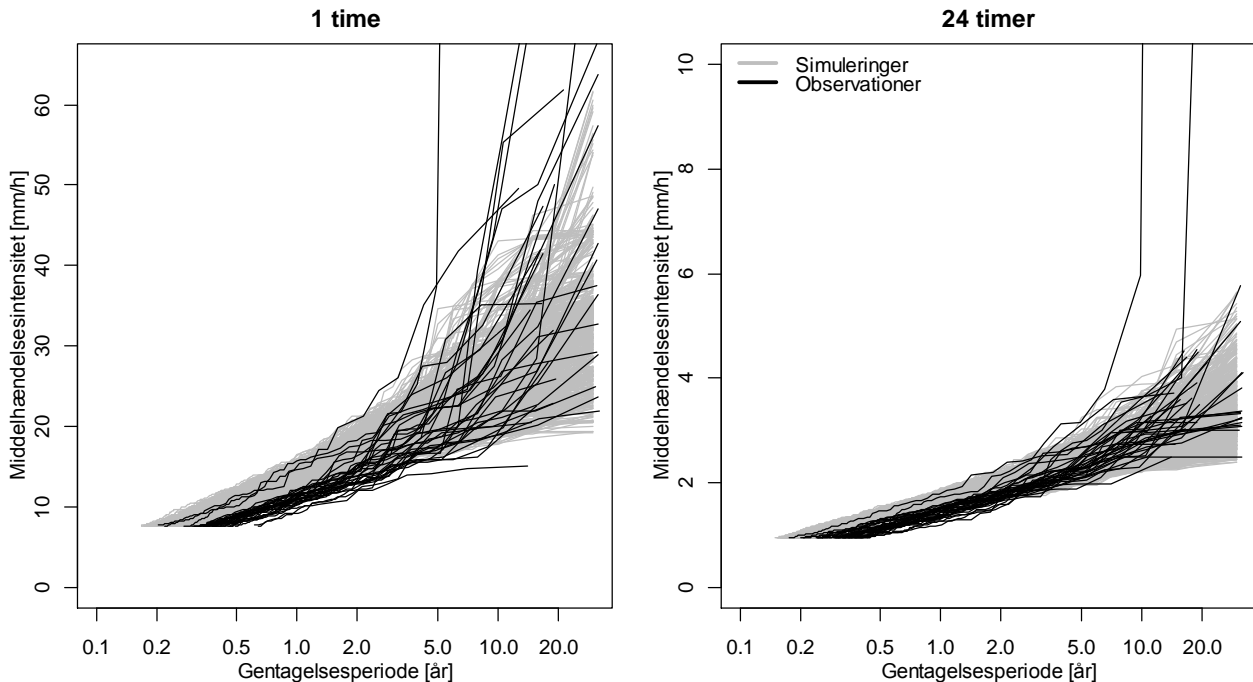 1 time
Middelhændelsesintensitet [mm/h]
60
50
40
30
20
10
0
0.1 0.2 0.5 1.0 2.0 5.0 10.0 20.0
Gentagelsesperiode [år]
24 timer
Simuleringer
Observationer
Middelhændelsesintensitet [mm/h]
10
8
6
4
2
0
0.1 0.2 0.5 1.0 2.0 5.0 10.0 20.0
Gentagelsesperiode [år]